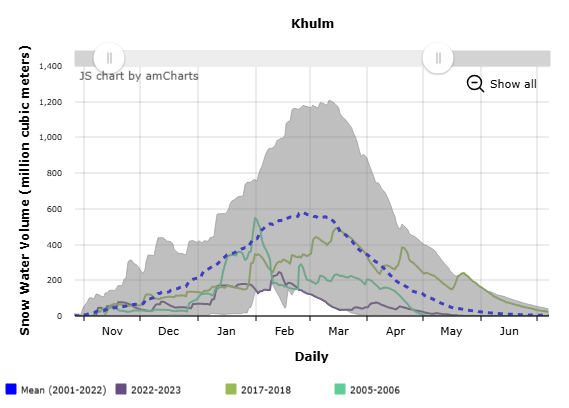 Khulm
JS chart by amCharts
Show all
Snow Water Volume (million cubic meters)
1,400
1,200
1,000
800
600
400
200
0
Nov Dec Jan Feb Mar Apr May Jun
Daily
Mean (2001-2022) 2022-2023 2017-2018 2005-2006